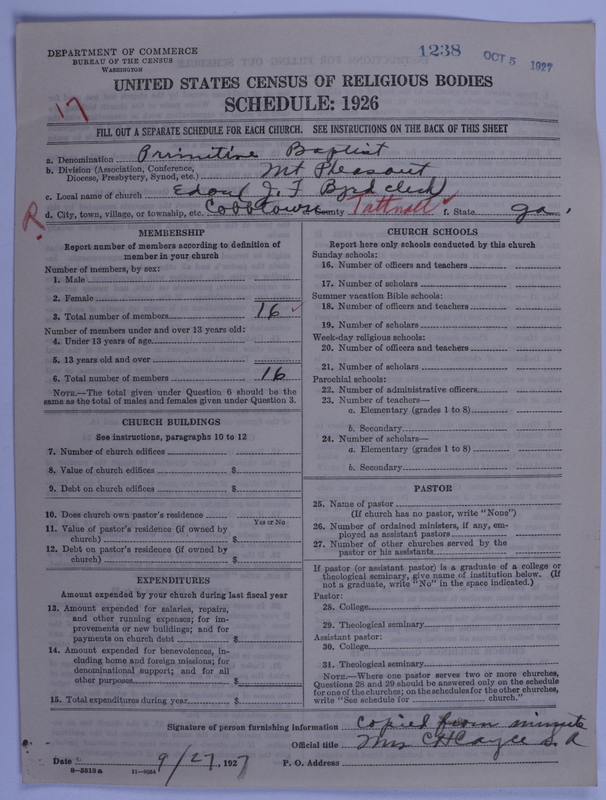 DEPARTMENT OF COMMERCE
BUREAU OF THE CENSUS
WASHINGTON
1238 OCT 5 1927
UNITED STATES CENSUS OF RELIGIOUS BODIES
SCHEDULE: 1926
17
FILL OUT A SEPARATE SCHEDULE FOR EACH CHURCH. SEE INSTRUCTIONS ON THE BACK OF THIS SHEET
a. Denomination Primitive Baptist
b. Division (Association, Conference, Diocese, Presbytery, Synod, etc.) Mt Pleasant
c. Local name of church J. F Byrd clerk
d. City, town, village, or township, etc. Cobbtown County Tattnall f. State ga.
R
MEMBERSHIP
Report number of members according to definition of
member in your church
Number of members, by sex:
1. Male
2. Female
3. Total number of members 16
Number of members under and over 13 years old:
4. Under 13 years of age
5. 13 years old and over
6. Total number of members 16
NOTE.—The total given under Question 6 should be the
same as the total of males and females given under Question 3.
CHURCH BUILDINGS
See instructions, paragraphs 10 to 12
7. Number of church edifices
8. Value of church edifices $
9. Debt on church edifices $
10. Does church own pastor's residence
Yes or No
11. Value of pastor's residence (if owned by
church) $
12. Debt on pastor's residence (if owned by
church) $
EXPENDITURES
Amount expended by your church during last fiscal year
13. Amount expended for salaries, repairs,
and other running expenses; for im-
provements or new buildings; and for
payments on church debt $
14. Amount expended for benevolences, in-
cluding home and foreign missions; for
denominational support; and for all
other purposes $
15. Total expenditures during year $
CHURCH SCHOOLS
Report here only schools conducted by this church
Sunday schools:
16. Number of officers and teachers
17. Number of scholars
Summer vacation Bible schools:
18. Number of officers and teachers
19. Number of scholars
Week-day religious schools:
20. Number of officers and teachers
21. Number of scholars
Parochial schools:
22. Number of administrative officers
23. Number of teachers—
a. Elementary (grades 1 to 8)
b. Secondary
24. Number of scholars—
a. Elementary (grades 1 to 8)
b. Secondary
PASTOR
25. Name of pastor
(If church has no pastor, write "None")
26. Number of ordained ministers, if any, em-
ployed as assistant pastors
27. Number of other churches served by the
pastor or his assistants
If pastor (or assistant pastor) is a graduate of a college or
theological seminary, give name of institution below. (If
not a graduate, write "No" in the space indicated.)
Pastor:
28. College
29. Theological seminary
Assistant pastor:
30. College
31. Theological seminary
NOTE.—Where one pastor serves two or more churches,
Questions 28 and 29 should be answered only on the schedule
for one of the churches; on the schedules for the other churches,
write "See schedule for church."
Signature of person furnishing information copied from minute
Official title Mrs C H Cayce S. A
Date 9/27, 1927 P. O. Address
8-5518a 11-905A